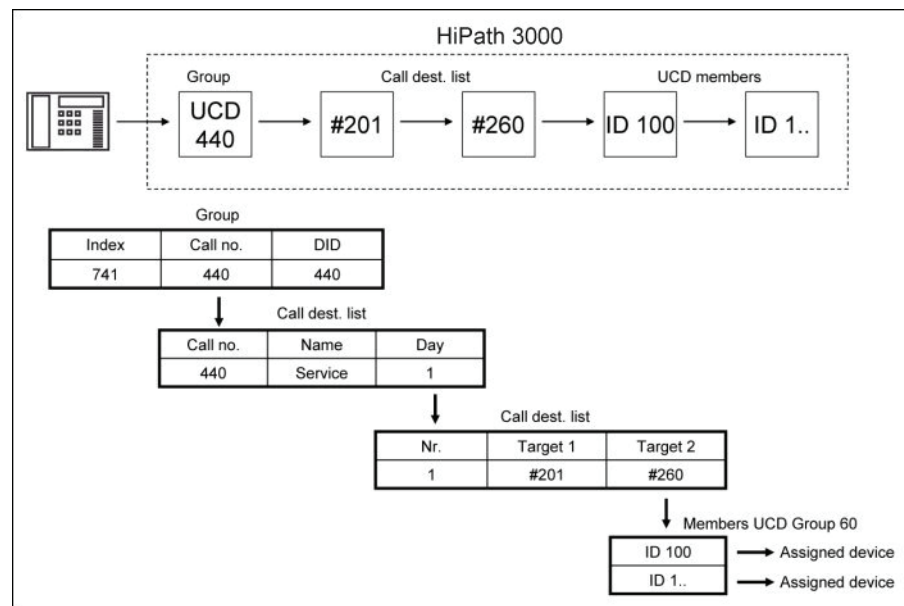 HiPath 3000
Group Call dest. list UCD members
UCD 440 #201 #260 ID 100 ID 1..
Group
Index Call no. DID
741 440 440
Call dest. list
Call no. Name Day
440 Service 1
Call dest. list
Nr. Target 1 Target 2
1 #201 #260
Members UCD Group 60
ID 100 Assigned device
ID 1.. Assigned device